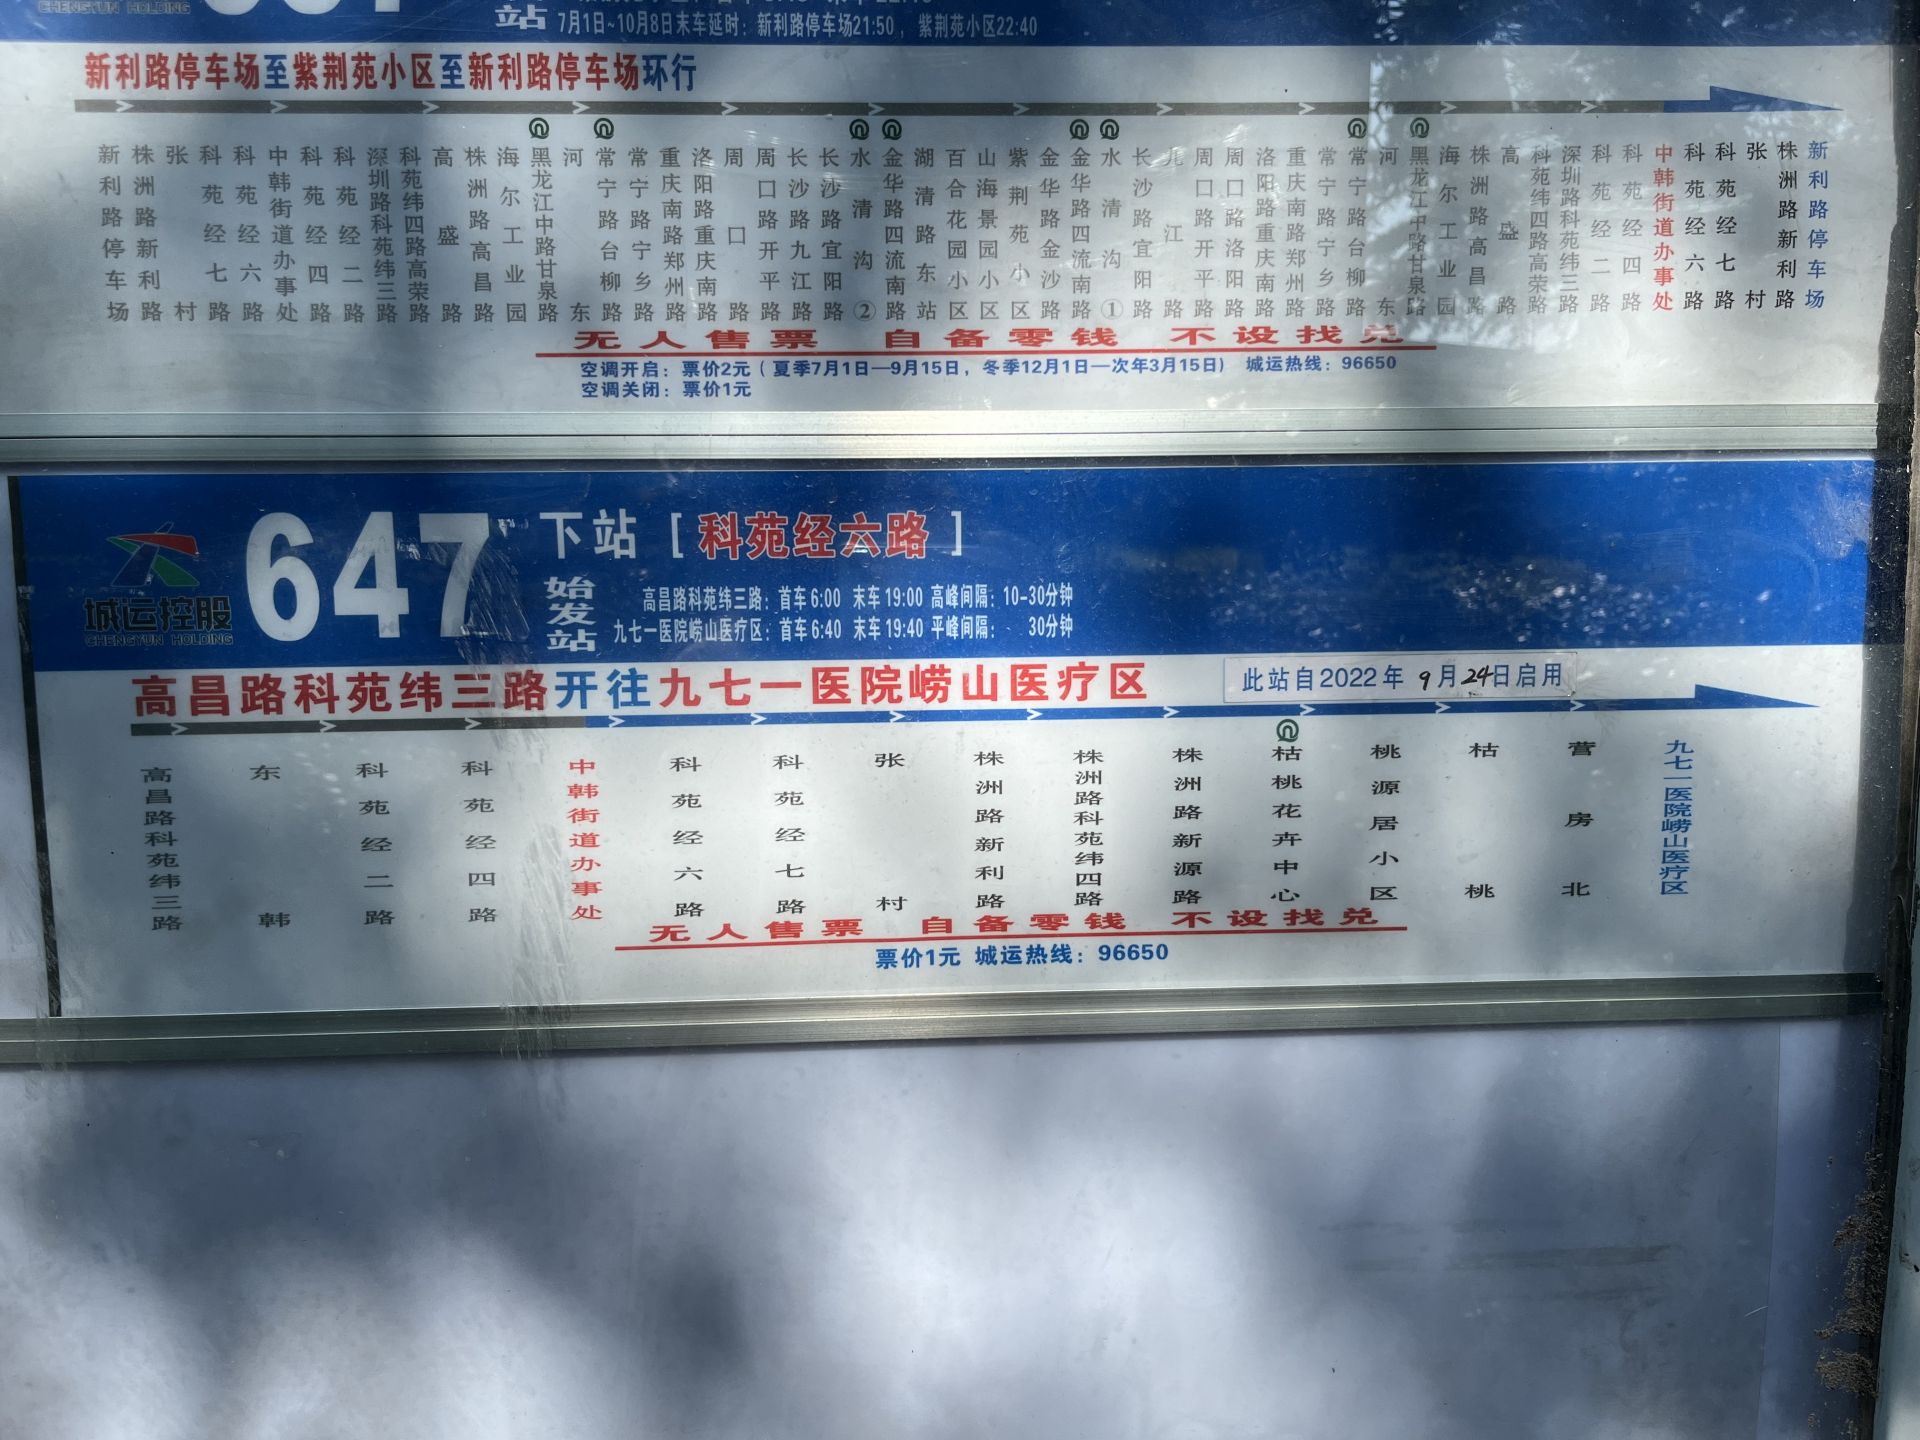 CHENGYUN HOLDING
站
7月1日~10月8日末车延时：新利路停车场21:50，紫荆苑小区22:40
新利路停车场至紫荆苑小区至新利路停车场环行
新利路停车场
株洲路新利路
张村
科苑经七路
科苑经六路
中韩街道办事处
科苑经四路
科苑经二路
深圳路科苑纬三路
科苑纬四路高荣路
高盛路
株洲路高昌路
海尔工业园
黑龙江中路甘泉路
河东
常宁路台柳路
常宁路宁乡路
重庆南路郑州路
洛阳路重庆南路
周口路
周口路开平路
长沙路九江路
长沙路宜阳路
水清沟②
金华路四流南路
湖清路东站
百合花园小区
山海景园小区
紫荆苑小区
金华路金沙路
金华路四流南路
水清沟①
长沙路宜阳路
九江路
周口路开平路
周口路洛阳路
洛阳路重庆南路
重庆南路郑州路
常宁路宁乡路
常宁路台柳路
河东
黑龙江中路甘泉路
海尔工业园
株洲路高昌路
高盛路
科苑纬四路高荣路
深圳路科苑纬三路
科苑经二路
科苑经四路
中韩街道办事处
科苑经六路
科苑经七路
张村
株洲路新利路
新利路停车场
无人售票 自备零钱 不设找兑
空调开启：票价2元（夏季7月1日—9月15日，冬季12月1日—次年3月15日） 城运热线：96650
空调关闭：票价1元
城运控股
CHENGYUN HOLDING
647
下站［科苑经六路］
始发站
高昌路科苑纬三路：首车6:00 末车19:00 高峰间隔：10-30分钟
九七一医院崂山医疗区：首车6:40 末车19:40 平峰间隔： 30分钟
高昌路科苑纬三路开往九七一医院崂山医疗区
此站自2022年9月24日启用
高昌路科苑纬三路
东韩
科苑经二路
科苑经四路
中韩街道办事处
科苑经六路
科苑经七路
张村
株洲路新利路
株洲路科苑纬四路
株洲路新源路
枯桃花卉中心
桃源居小区
枯桃
营房北
九七一医院崂山医疗区
无人售票 自备零钱 不设找兑
票价1元 城运热线：96650